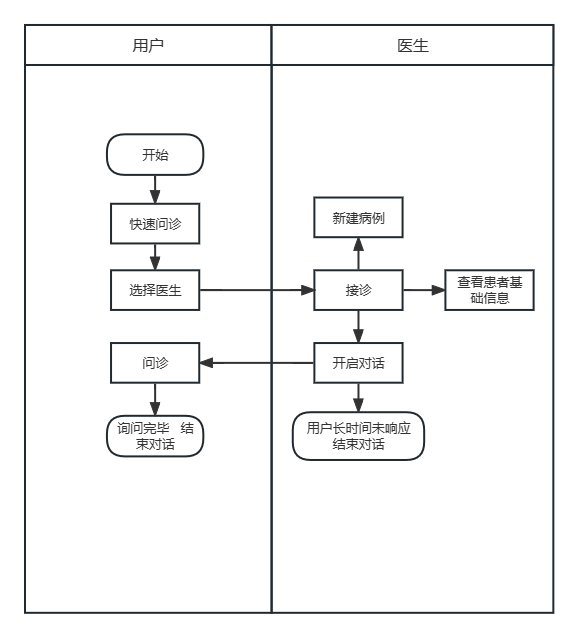 用户
医生
开始
快速问诊
新建病例
选择医生
接诊
查看患者基
础信息
问诊
开启对话
询问完毕 结
束对话
用户长时间未响应
结束对话